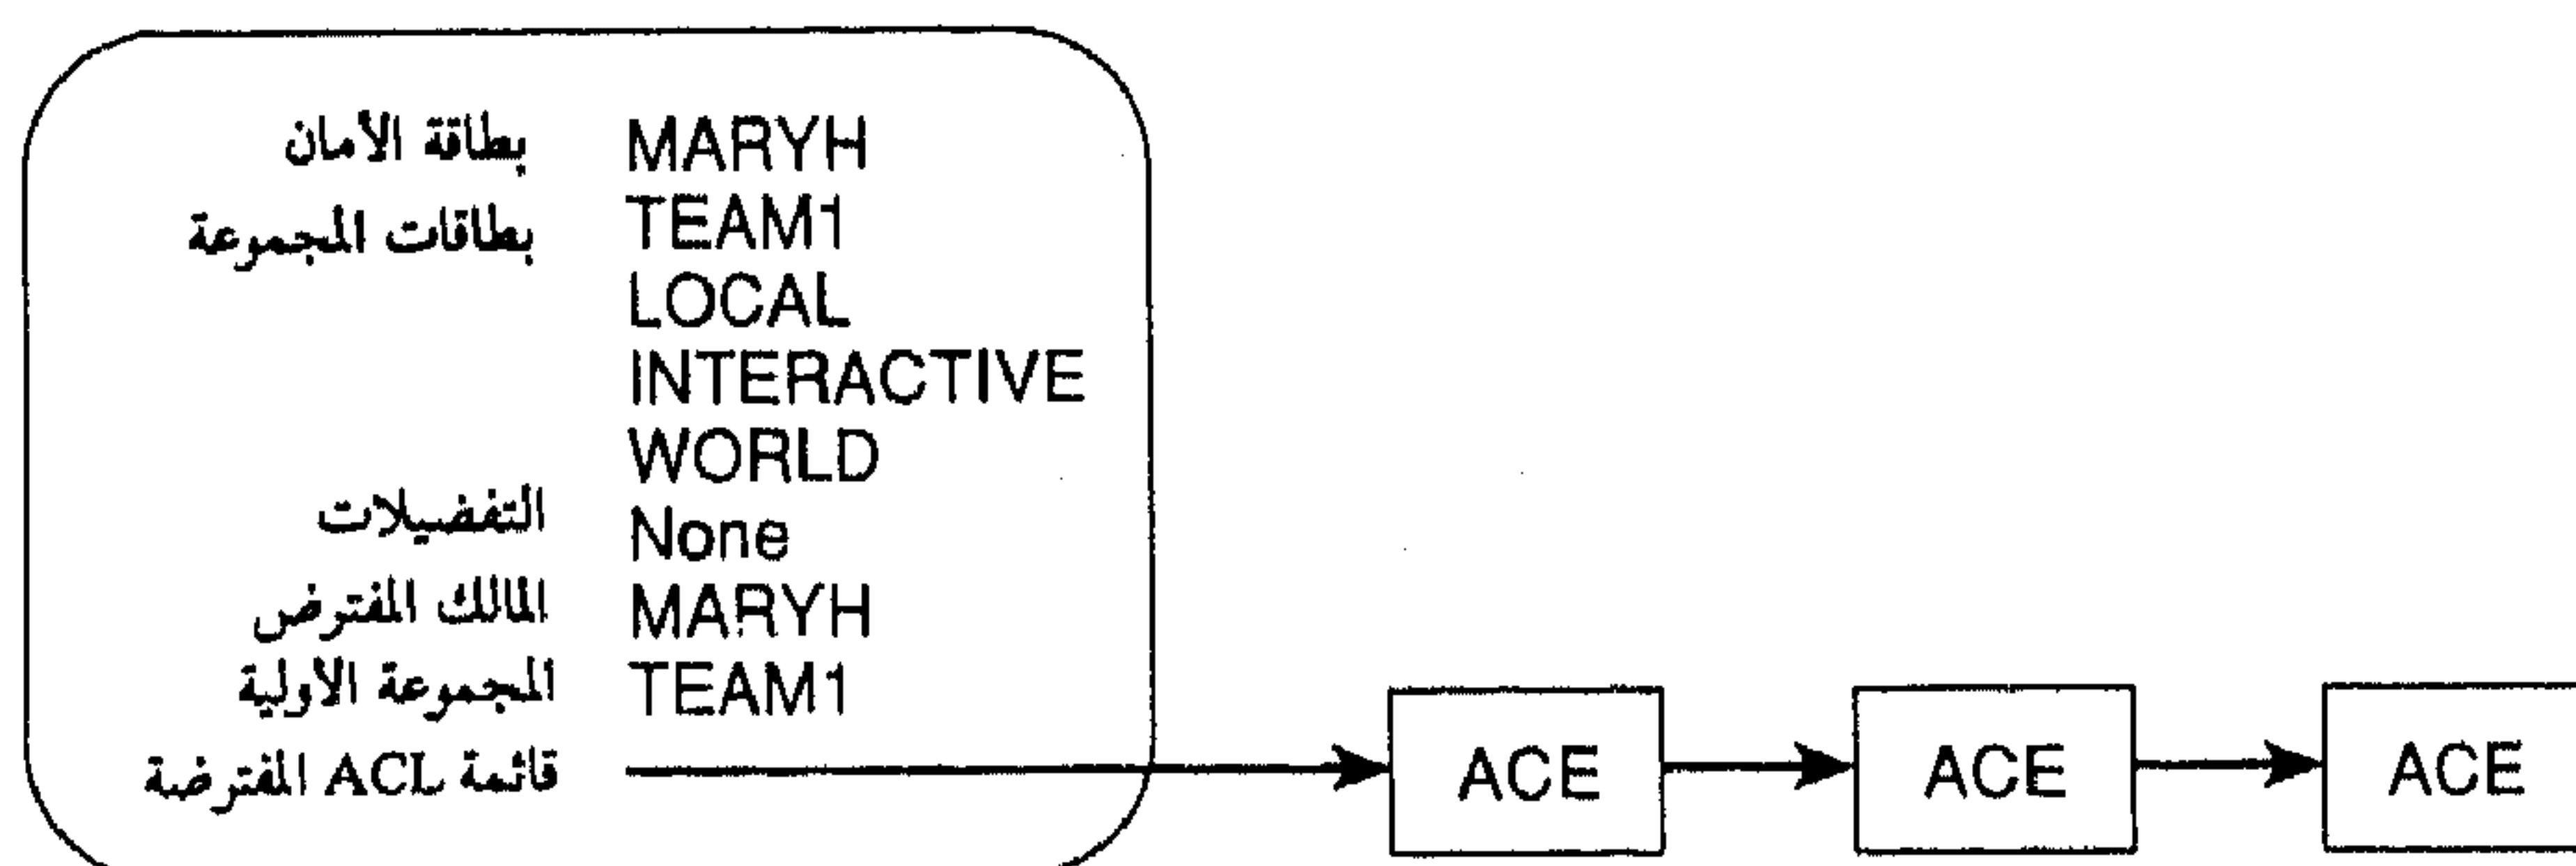 بطاقة الأمان MARYH
بطاقات المجموعة TEAM1
LOCAL
INTERACTIVE
WORLD
التفضيلات None
المالك المفترض MARYH
المجموعة الاولية TEAM1
قائمة ACL المفترضة ACE ACE ACE